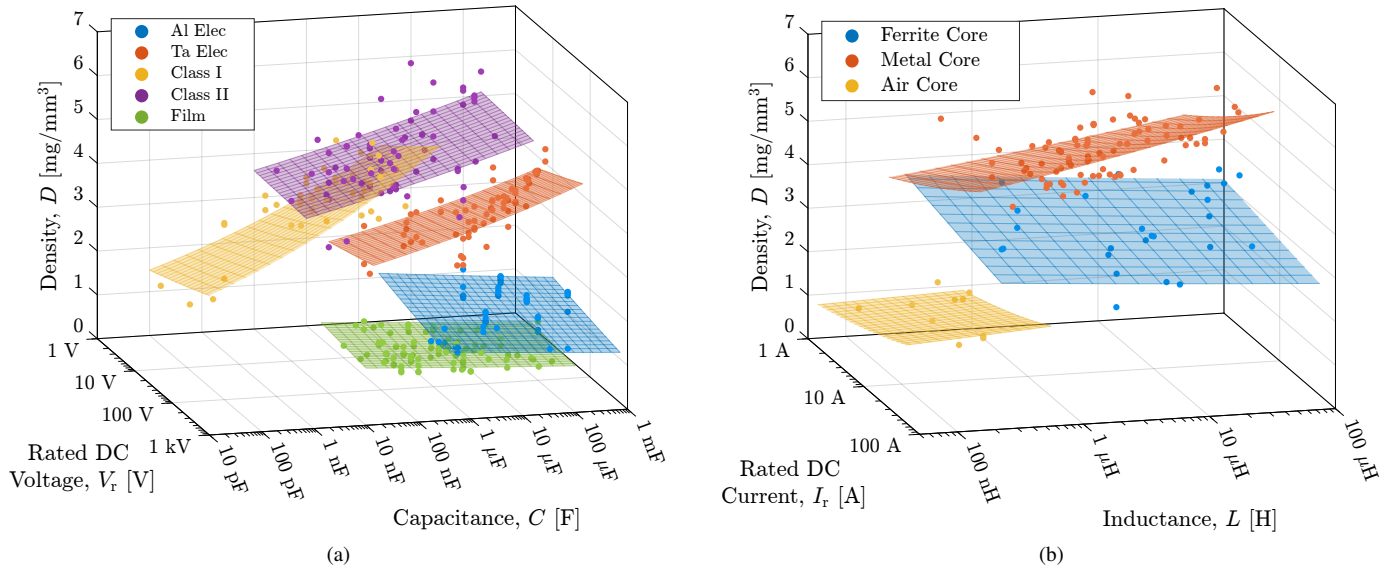 7
6
5
4
3
2
1
0
Density, D [mg/mm³]
Al Elec
Ta Elec
Class I
Class II
Film
1 V
10 V
100 V
1 kV
Rated DC
Voltage, Vr [V]
10 pF
100 pF
1 nF
10 nF
100 nF
1 μF
10 μF
100 μF
1 mF
Capacitance, C [F]
(a)
7
6
5
4
3
2
1
0
Density, D [mg/mm³]
Ferrite Core
Metal Core
Air Core
1 A
10 A
100 A
Rated DC
Current, Ir [A]
100 nH
1 μH
10 μH
100 μH
Inductance, L [H]
(b)